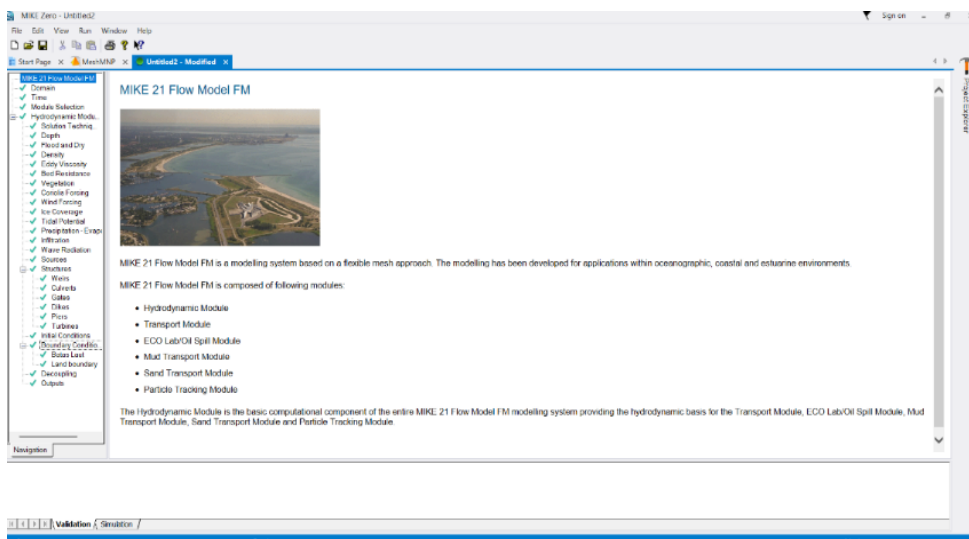 MIKE Zero - Untitled2
Sign on
File Edit View Run Window Help
Start Page MeshMNP Untitled2 - Modified
MIKE 21 Flow Model FM
Domain
Time
Module Selection
Hydrodynamic Modu...
Solution Techniq...
Depth
Flood and Dry
Density
Eddy Viscosity
Bed Resistance
Vegetation
Coriolis Forcing
Wind Forcing
Ice Coverage
Tidal Potential
Precipitation - Evapo
Infiltration
Wave Radiation
Sources
Structures
Weirs
Culverts
Gates
Dikes
Piers
Turbines
Initial Conditions
Boundary Conditio...
Batas Laut
Land boundary
Decoupling
Outputs
Navigation
MIKE 21 Flow Model FM
MIKE 21 Flow Model FM is a modelling system based on a flexible mesh approach. The modelling has been developed for applications within oceanographic, coastal and estuarine environments.
MIKE 21 Flow Model FM is composed of following modules:
• Hydrodynamic Module
• Transport Module
• ECO Lab/Oil Spill Module
• Mud Transport Module
• Sand Transport Module
• Particle Tracking Module
The Hydrodynamic Module is the basic computational component of the entire MIKE 21 Flow Model FM modelling system providing the hydrodynamic basis for the Transport Module, ECO Lab/Oil Spill Module, Mud
Transport Module, Sand Transport Module and Particle Tracking Module.
Project Explorer
Validation Simulation